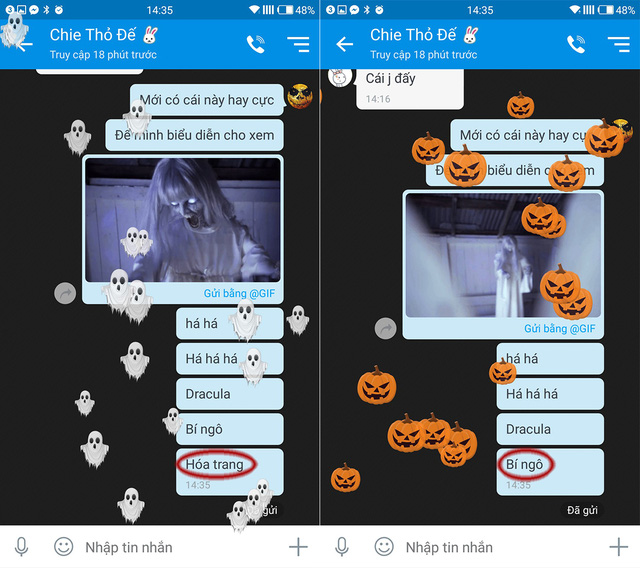 14:35
48%
Chie Thỏ Đế
Truy cập 18 phút trước
Mới có cái này hay cực
Để mình biểu diễn cho xem
Gửi bằng @GIF
há há
Há há há
Dracula
Bí ngô
Hóa trang
14:35
gửi
Nhập tin nhắn
14:35
48%
Chie Thỏ Đế
Truy cập 18 phút trước
Cái j đấy
14:16
Mới có cái này hay cự
biểu diễn xem
Gửi bằng @GIF
há há
Há há há
Dracula
Bí ngô
14:35
Đã gửi
Nhập tin nhắn